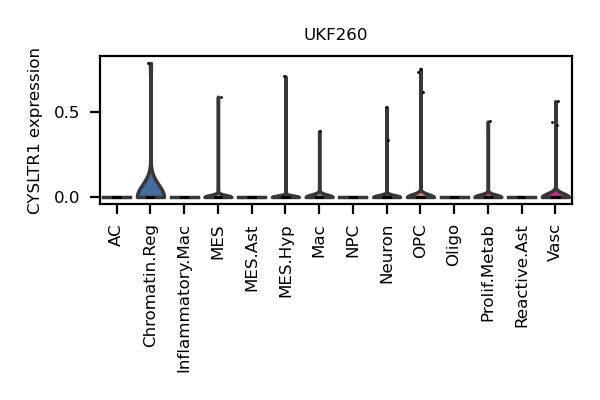 UKF260
CYSLTR1 expression
0.5
0.0
AC
Chromatin.Reg
Inflammatory.Mac
MES
MES.Ast
MES.Hyp
Mac
NPC
Neuron
OPC
Oligo
Prolif.Metab
Reactive.Ast
Vasc